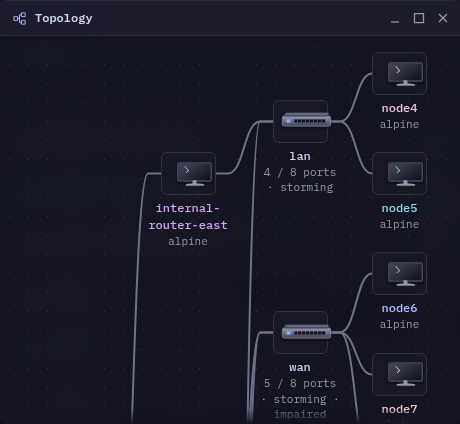 Topology
node4
alpine
lan
4 / 8 ports
· storming
node5
alpine
internal-
router-east
alpine
node6
alpine
wan
5 / 8 ports
· storming ·
impaired
node7